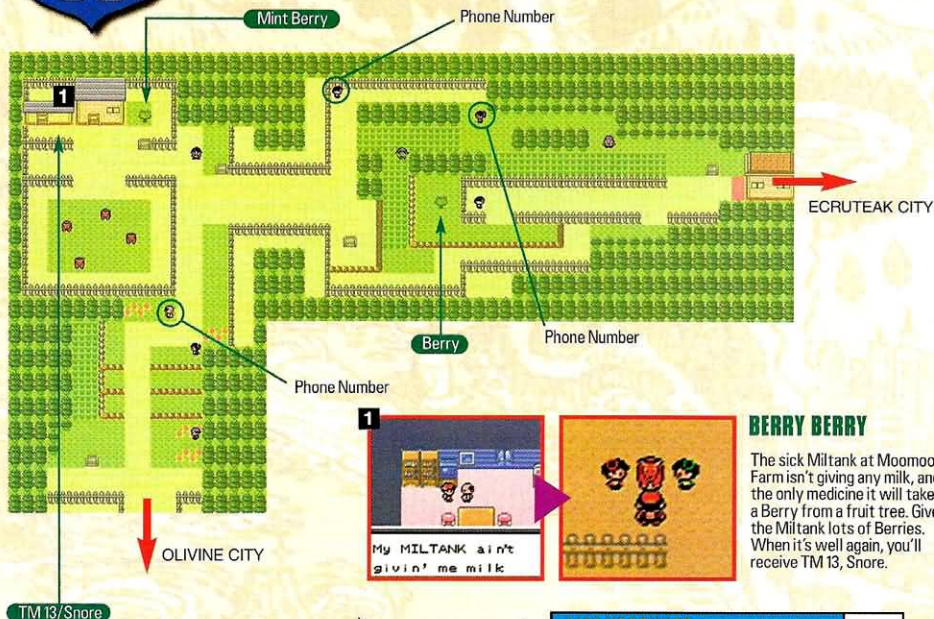 Mint Berry
Phone Number
1
ECRUTEAK CITY
Berry
Phone Number
Phone Number
OLIVINE CITY
TM 13/Snore
1
My MILTANK ain't
givin' me milk
BERRY BERRY
The sick Miltank at Moomoo
Farm isn't giving any milk, and
the only medicine it will take
a Berry from a fruit tree. Give
the Miltank lots of Berries.
When it's well again, you'll
receive TM 13, Snore.